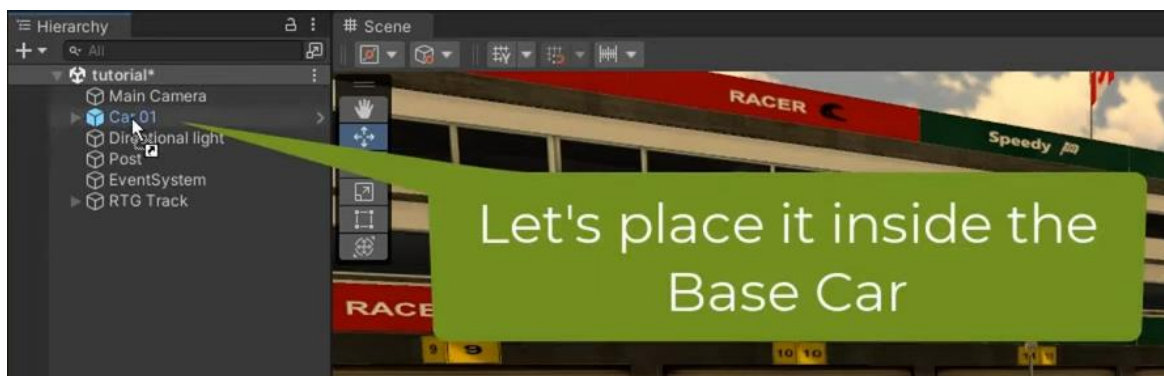 Hierarchy
All
tutorial*
Main Camera
Car 01
Directional light
Post
EventSystem
RTG Track
# Scene
RACER
Speedy
Let's place it inside the
Base Car
RACE
9 9
10 10